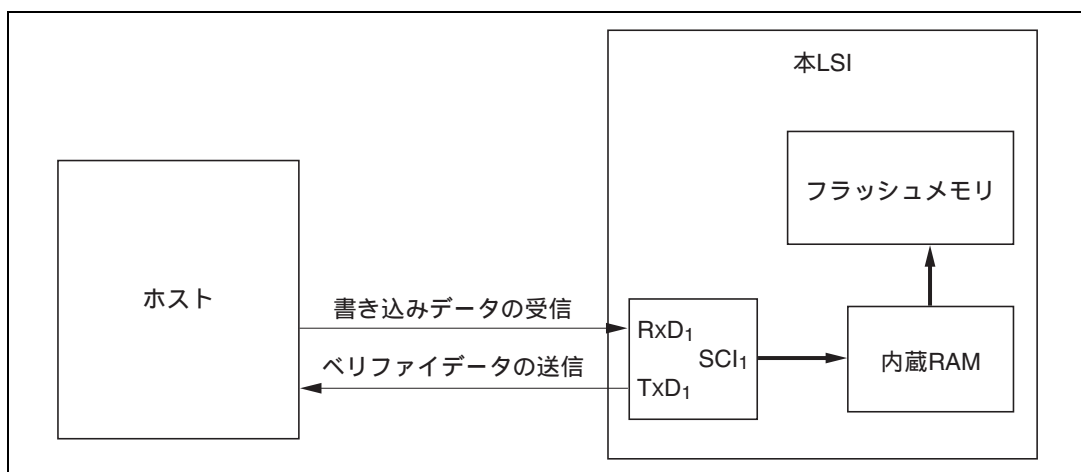 本LSI
フラッシュメモリ
ホスト
書き込みデータの受信
RxD1
SCI1
内蔵RAM
ベリファイデータの送信
TxD1